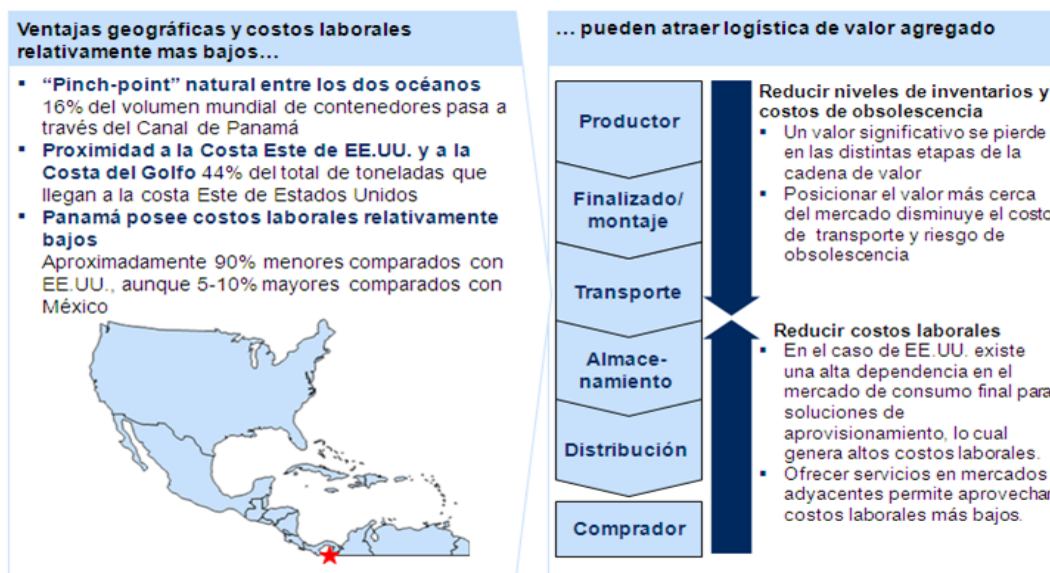 Ventajas geográficas y costos laborales
relativamente mas bajos…
▪ “Pinch-point” natural entre los dos océanos
16% del volumen mundial de contenedores pasa a
través del Canal de Panamá
▪ Proximidad a la Costa Este de EE.UU. y a la
Costa del Golfo 44% del total de toneladas que
llegan a la costa Este de Estados Unidos
▪ Panamá posee costos laborales relativamente
bajos
Aproximadamente 90% menores comparados con
EE.UU., aunque 5-10% mayores comparados con
México
… pueden atraer logística de valor agregado
Productor
Finalizado/
montaje
Transporte
Almace-
namiento
Distribución
Comprador
Reducir niveles de inventarios y
costos de obsolescencia
▪ Un valor significativo se pierde
en las distintas etapas de la
cadena de valor
▪ Posicionar el valor más cerca
del mercado disminuye el costo
de transporte y riesgo de
obsolescencia
Reducir costos laborales
▪ En el caso de EE.UU. existe
una alta dependencia en el
mercado de consumo final para
soluciones de
aprovisionamiento, lo cual
genera altos costos laborales.
▪ Ofrecer servicios en mercados
adyacentes permite aprovechar
costos laborales más bajos.